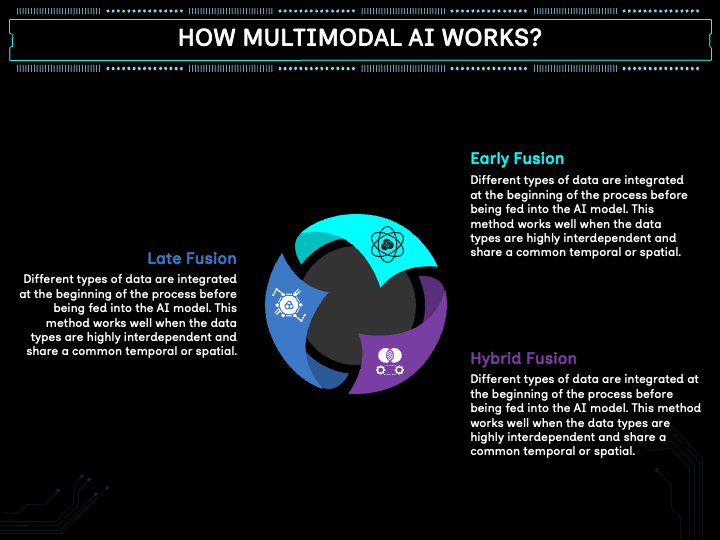 HOW MULTIMODAL AI WORKS?
Early Fusion
Different types of data are integrated
at the beginning of the process before
being fed into the AI model. This
method works well when the data
types are highly interdependent and
share a common temporal or spatial.
Late Fusion
Different types of data are integrated
at the beginning of the process before
being fed into the AI model. This
method works well when the data
types are highly interdependent and
share a common temporal or spatial.
Hybrid Fusion
Different types of data are integrated at
the beginning of the process before
being fed into the AI model. This method
works well when the data types are
highly interdependent and share a
common temporal or spatial.